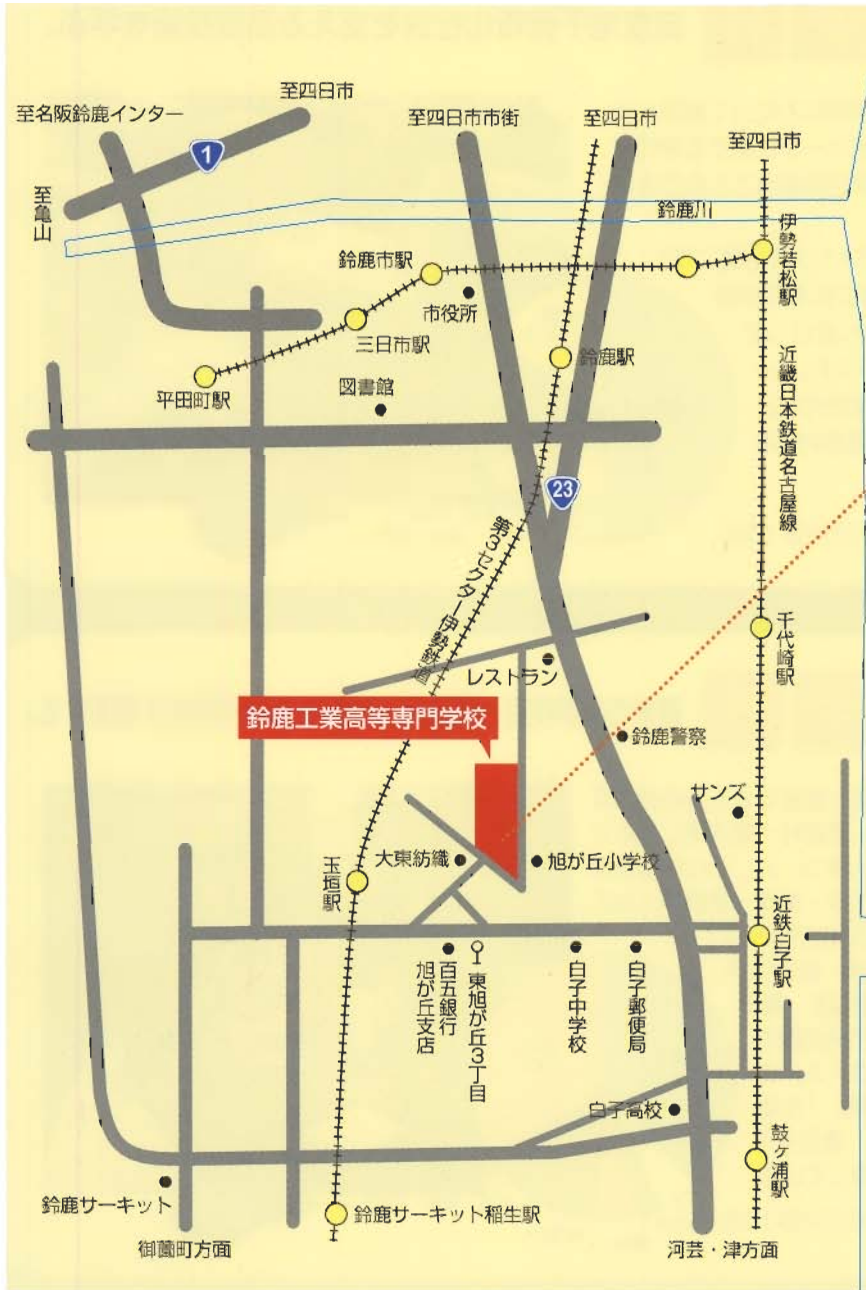 至四日市
至名阪鈴鹿インター
1
至亀山
至四日市市街
至四日市
至四日市
鈴鹿川
伊勢若松駅
鈴鹿市駅
市役所
三日市駅
鈴鹿駅
平田町駅
図書館
近畿日本鉄道名古屋線
23
第3セクター伊勢鉄道
千代崎駅
レストラン
鈴鹿工業高等専門学校
鈴鹿警察
サンズ
大東紡織
旭が丘小学校
玉垣駅
近鉄白子駅
百五銀行
旭が丘支店
東旭が丘3丁目
白子中学校
白子郵便局
白子高校
鼓ヶ浦駅
鈴鹿サーキット
鈴鹿サーキット稲生駅
御薗町方面
河芸・津方面